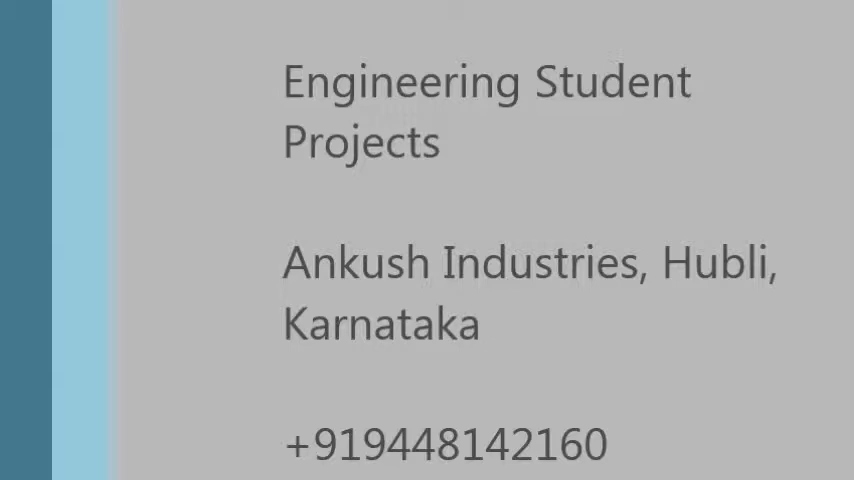 Engineering Student
Projects
Ankush Industries, Hubli,
Karnataka
+919448142160